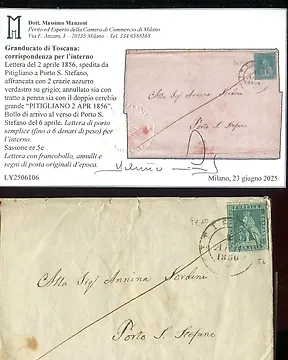 Dott. Massimo Manzoni
Perito ed Esperto della Camera di Commercio di Milano
Via F. Anzani, 1 - 20135 Milano - tel. 334 6588568
Granducato di Toscana:
corrispondenza per l'interno
Lettera del 2 aprile 1856, spedita da
Pitigliano a Porto S. Stefano,
affrancata con 2 crazie azzurro
verdastro su grigio; annullato sia con
tratto a penna sia con il doppio cerchio
grande "PITIGLIANO 2 APR 1856".
Bollo di arrivo al verso di Porto S.
Stefano del 6 aprile. Lettera di porto
semplice (fino a 6 denari di peso) per
l'interno.
Sassone nr.5e
Lettera con francobollo, annulli e
segni di posta originali d'epoca.
LY2506106
Milano, 23 giugno 2025
Alla Sig.ª Annina Sordini
Porto S. Stefano
1856
Alla Sig.ª Annina Sordini
Porto S. Stefano